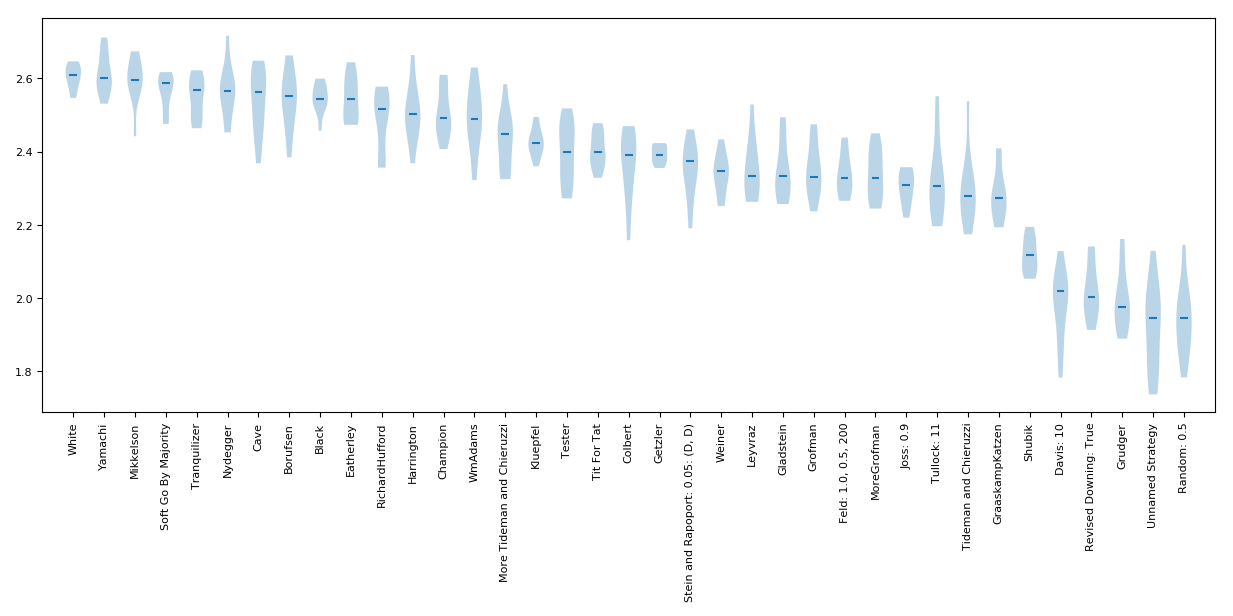 2.6
2.4
2.2
2.0
1.8
White
Yamachi
Mikkelson
Soft Go By Majority
Tranquilizer
Nydegger
Cave
Borufsen
Black
Eatherley
RichardHufford
Harrington
Champion
WmAdams
More Tideman and Chieruzzi
Kluepfel
Tester
Tit For Tat
Colbert
Getzler
Stein and Rapoport: 0.05: (D, D)
Weiner
Leyvraz
Gladstein
Grofman
Feld: 1.0, 0.5, 200
MoreGrofman
Joss: 0.9
Tullock: 11
Tideman and Chieruzzi
GraaskampKatzen
Shubik
Davis: 10
Revised Downing: True
Grudger
Unnamed Strategy
Random: 0.5